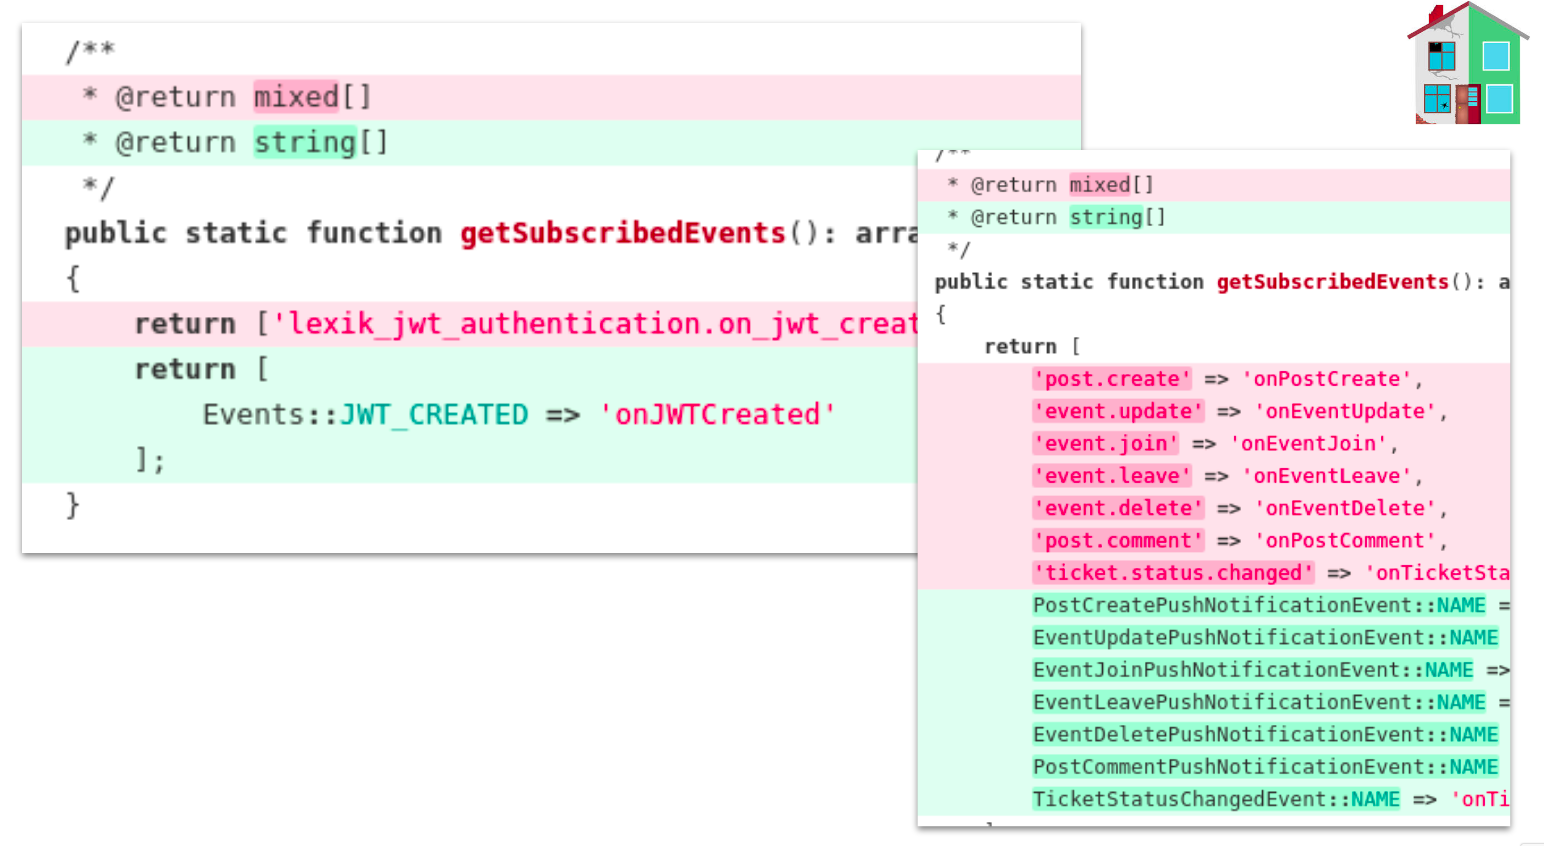 /**
 * @return mixed[]
 * @return string[]
 */
public static function getSubscribedEvents(): arra
{
    return ['lexik_jwt_authentication.on_jwt_creat
    return [
        Events::JWT_CREATED => 'onJWTCreated'
    ];
}
/**
 * @return mixed[]
 * @return string[]
 */
public static function getSubscribedEvents(): a
{
    return [
        'post.create' => 'onPostCreate',
        'event.update' => 'onEventUpdate',
        'event.join' => 'onEventJoin',
        'event.leave' => 'onEventLeave',
        'event.delete' => 'onEventDelete',
        'post.comment' => 'onPostComment',
        'ticket.status.changed' => 'onTicketSta
        PostCreatePushNotificationEvent::NAME =
        EventUpdatePushNotificationEvent::NAME
        EventJoinPushNotificationEvent::NAME =>
        EventLeavePushNotificationEvent::NAME =
        EventDeletePushNotificationEvent::NAME
        PostCommentPushNotificationEvent::NAME
        TicketStatusChangedEvent::NAME => 'onTi